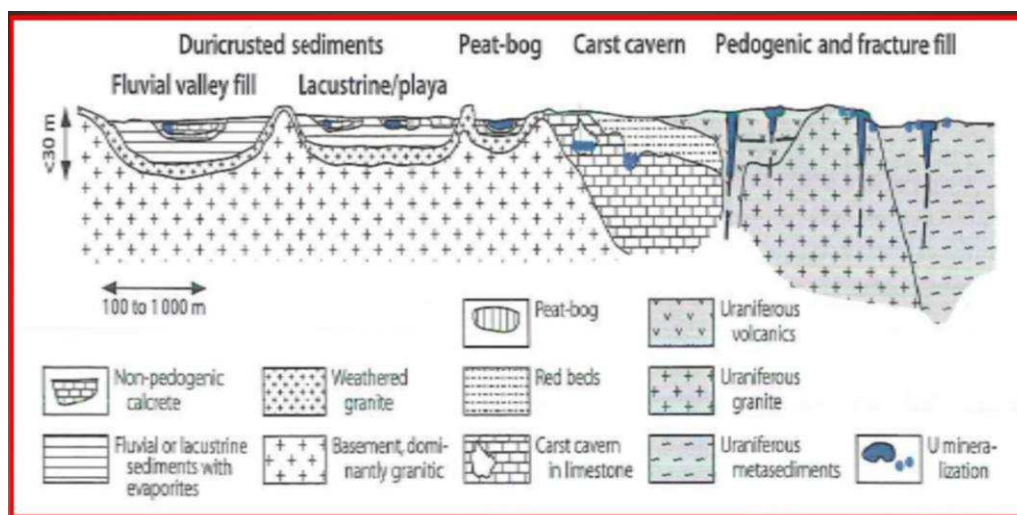 Duricrusted sediments
Peat-bog
Carst cavern
Pedogenic and fracture fill
Fluvial valley fill
Lacustrine/playa
<30 m
100 to 1 000 m
Peat-bog
Uraniferous
volcanics
Non-pedogenic
calcrete
Weathered
granite
Red beds
Uraniferous
granite
Fluvial or lacustrine
sediments with
evaporites
Basement, domi-
nantly granitic
Carst cavern
in limestone
Uraniferous
metasediments
U minera-
lization